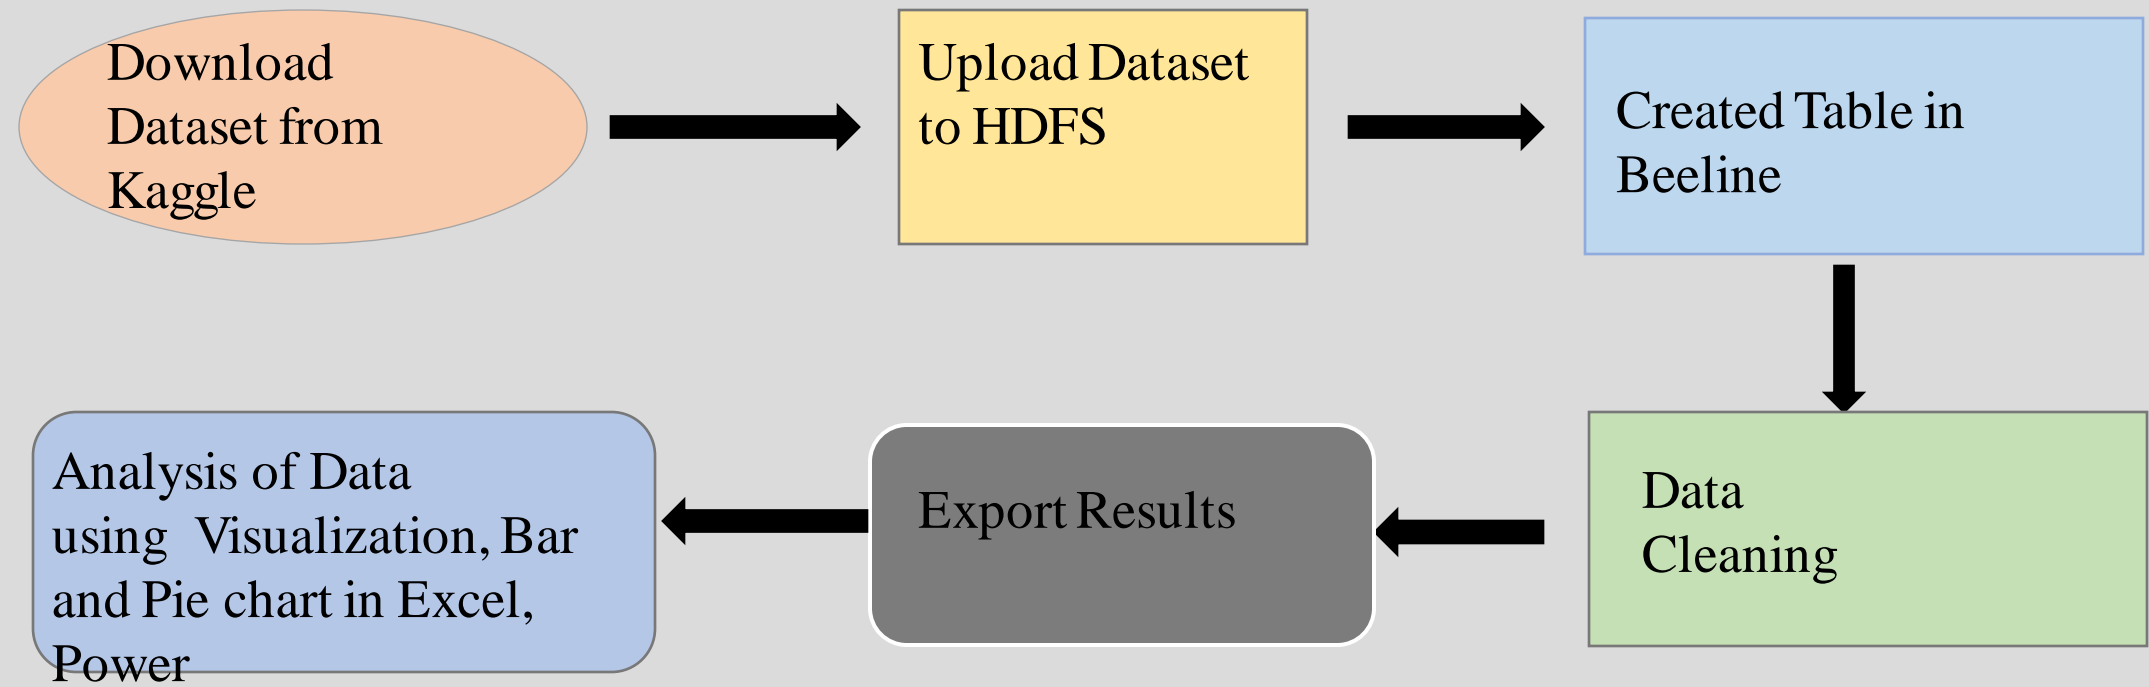 Download
Dataset from
Kaggle
Upload Dataset
to HDFS
Created Table in
Beeline
Data
Cleaning
Export Results
Analysis of Data
using  Visualization, Bar
and Pie chart in Excel,
Power